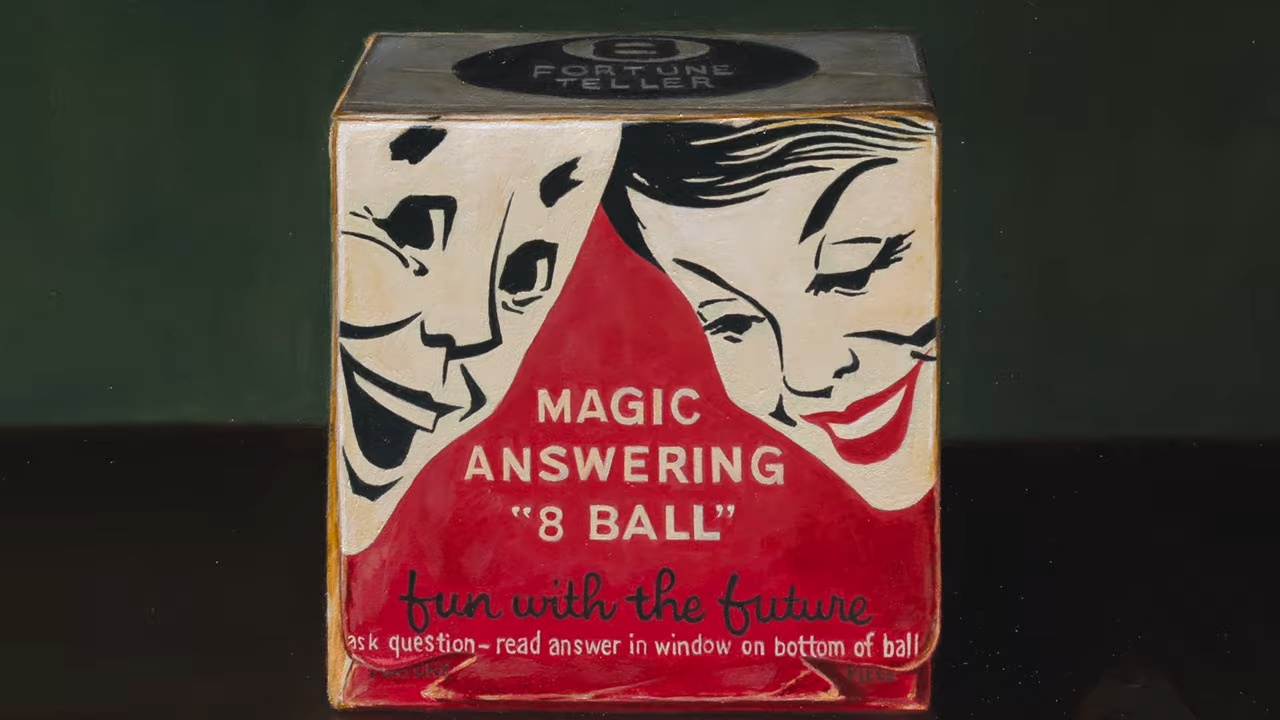 8
FORTUNE
TELLER
MAGIC
ANSWERING
“8 BALL”
fun with the future
ask question – read answer in window on bottom of ball